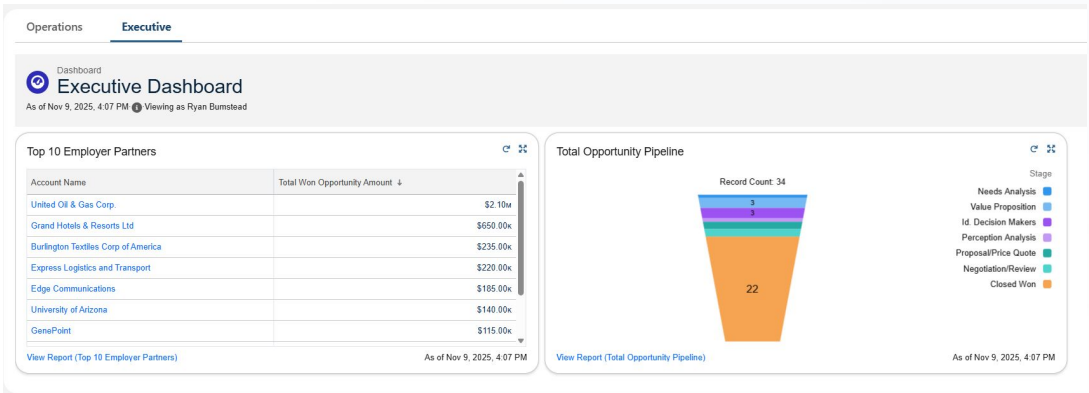 Operations Executive
Dashboard
Executive Dashboard
As of Nov 9, 2025, 4:07 PM Viewing as Ryan Bumstead
Top 10 Employer Partners
Account Name Total Won Opportunity Amount ↓
United Oil & Gas Corp. $2.10M
Grand Hotels & Resorts Ltd $650.00K
Burlington Textiles Corp of America $235.00K
Express Logistics and Transport $220.00K
Edge Communications $185.00K
University of Arizona $140.00K
GenePoint $115.00K
View Report (Top 10 Employer Partners) As of Nov 9, 2025, 4:07 PM
Total Opportunity Pipeline
Record Count: 34
3
3
22
Stage
Needs Analysis
Value Proposition
Id. Decision Makers
Perception Analysis
Proposal/Price Quote
Negotiation/Review
Closed Won
View Report (Total Opportunity Pipeline) As of Nov 9, 2025, 4:07 PM